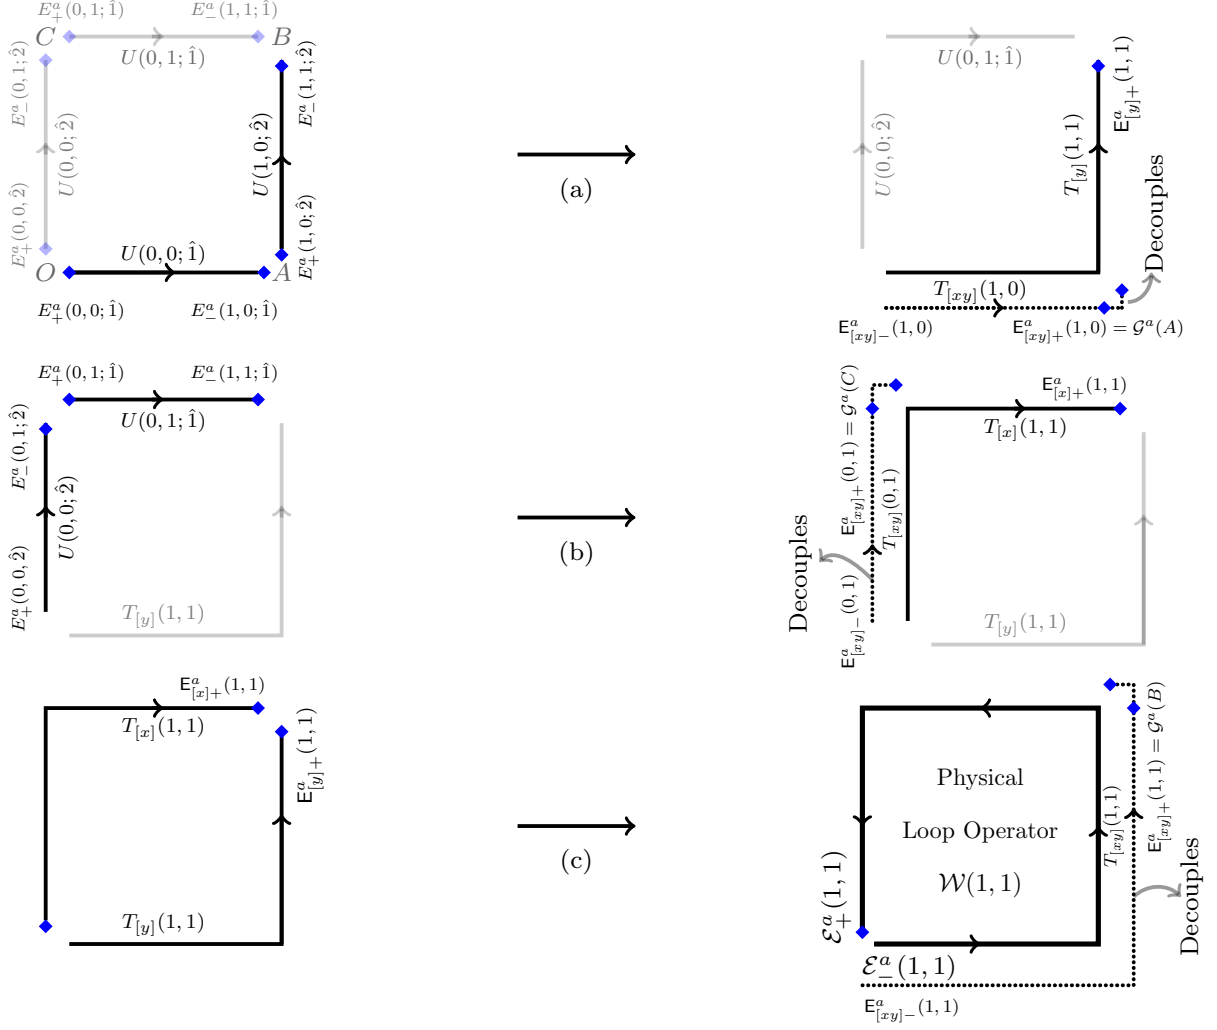 E^a_+(0,1;1̂)
E^a_-(1,1;1̂)
C
B
U(0,1;1̂)
E^a_-(0,1;2̂)
U(0,0;2̂)
E^a_+(0,0,2̂)
E^a_-(1,1;2̂)
U(1,0;2̂)
E^a_+(1,0;2̂)
U(0,0;1̂)
O
A
E^a_+(0,0;1̂)
E^a_-(1,0;1̂)
(a)
U(0,1;1̂)
U(0,0;2̂)
T_[y](1,1)
E^a_[y]+(1,1)
Decouples
T_[xy](1,0)
E^a_[xy]-(1,0)
E^a_[xy]+(1,0) = G^a(A)
E^a_+(0,1;1̂)
E^a_-(1,1;1̂)
U(0,1;1̂)
E^a_-(0,1;2̂)
U(0,0;2̂)
E^a_+(0,0,2̂)
T_[y](1,1)
(b)
E^a_[x]+(1,1)
T_[x](1,1)
E^a_[xy]+(0,1) = G^a(C)
T_[xy](0,1)
Decouples
E^a_[xy]-(0,1)
T_[y](1,1)
E^a_[x]+(1,1)
T_[x](1,1)
E^a_[y]+(1,1)
T_[y](1,1)
(c)
Physical
Loop Operator
W(1,1)
ℰ^a_+(1,1)
ℰ^a_-(1,1)
T_[xy](1,1)
E^a_[xy]+(1,1) = G^a(B)
Decouples
E^a_[xy]-(1,1)